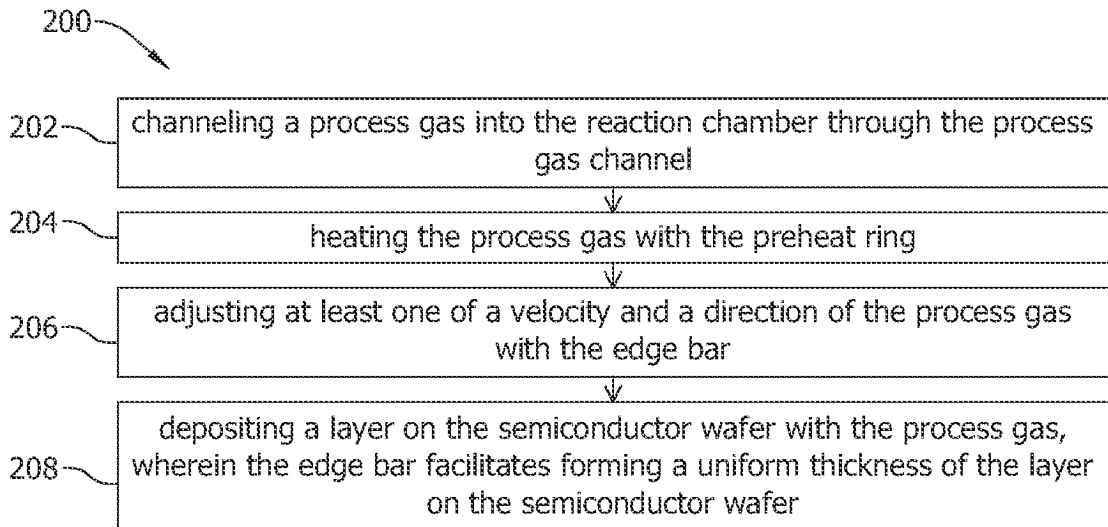 200
202
channeling a process gas into the reaction chamber through the process
gas channel
204
heating the process gas with the preheat ring
206
adjusting at least one of a velocity and a direction of the process gas
with the edge bar
208
depositing a layer on the semiconductor wafer with the process gas,
wherein the edge bar facilitates forming a uniform thickness of the layer
on the semiconductor wafer